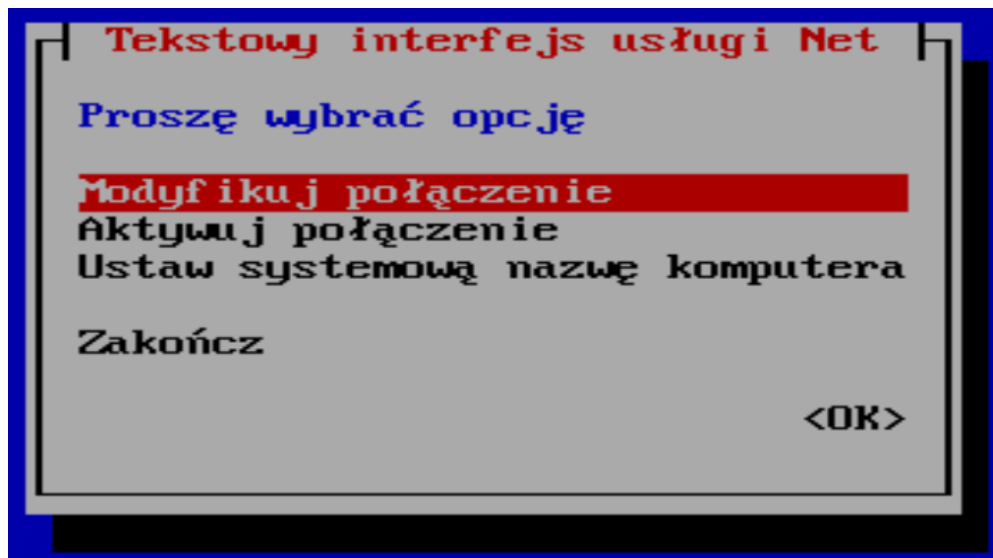 Tekstowy interfejs usługi Net
Proszę wybrać opcję
Modyfikuj połączenie
Aktywuj połączenie
Ustaw systemową nazwę komputera
Zakończ
<OK>